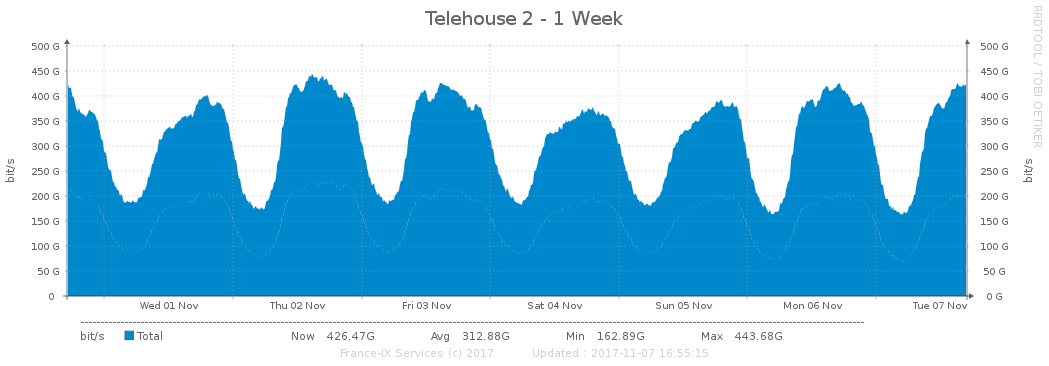 Telehouse 2 - 1 Week
RRDTOOL / TOBI OETIKER
500 G 500 G
450 G 450 G
400 G 400 G
350 G 350 G
300 G 300 G
250 G 250 G
200 G 200 G
150 G 150 G
100 G 100 G
50 G 50 G
0 0 G
bit/s
bit/s
Wed 01 Nov Thu 02 Nov Fri 03 Nov Sat 04 Nov Sun 05 Nov Mon 06 Nov Tue 07 Nov
bit/s Total Now 426.47G Avg 312.88G Min 162.89G Max 443.68G
France-IX Services (c) 2017 Updated : 2017-11-07 16:55:15